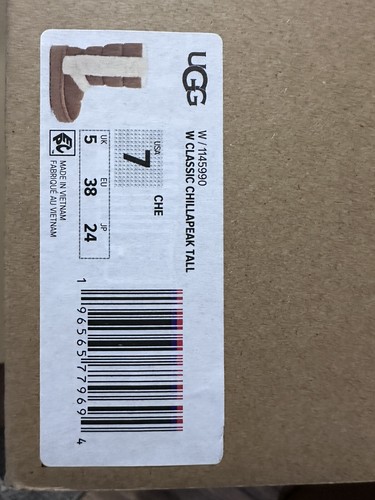 UGG
W / 1145990
W CLASSIC CHILLAPEAK TALL
USA
7
CHE
UK EU JP
5 38 24
MADE IN VIETNAM
FABRIQUÉ AU VIETNAM
1 96565 77969 4